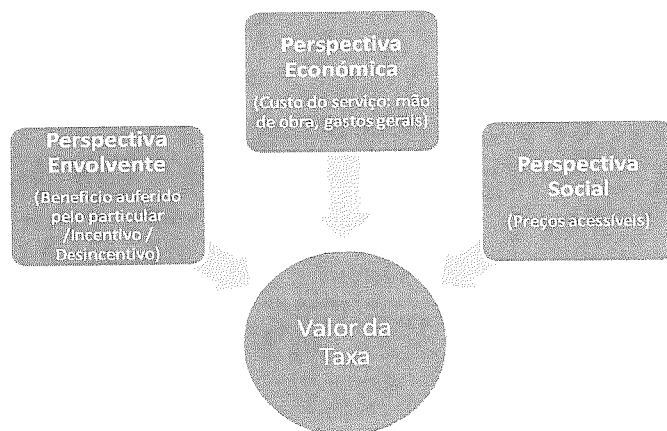 Perspectiva
Económica
(Custo do serviço: mão
de obra, gastos gerais)
Perspectiva
Envolvente
(Benefício auferido
pelo particular
/Incentivo /
Desincentivo)
Perspectiva
Social
(Preços acessíveis)
Valor da
Taxa